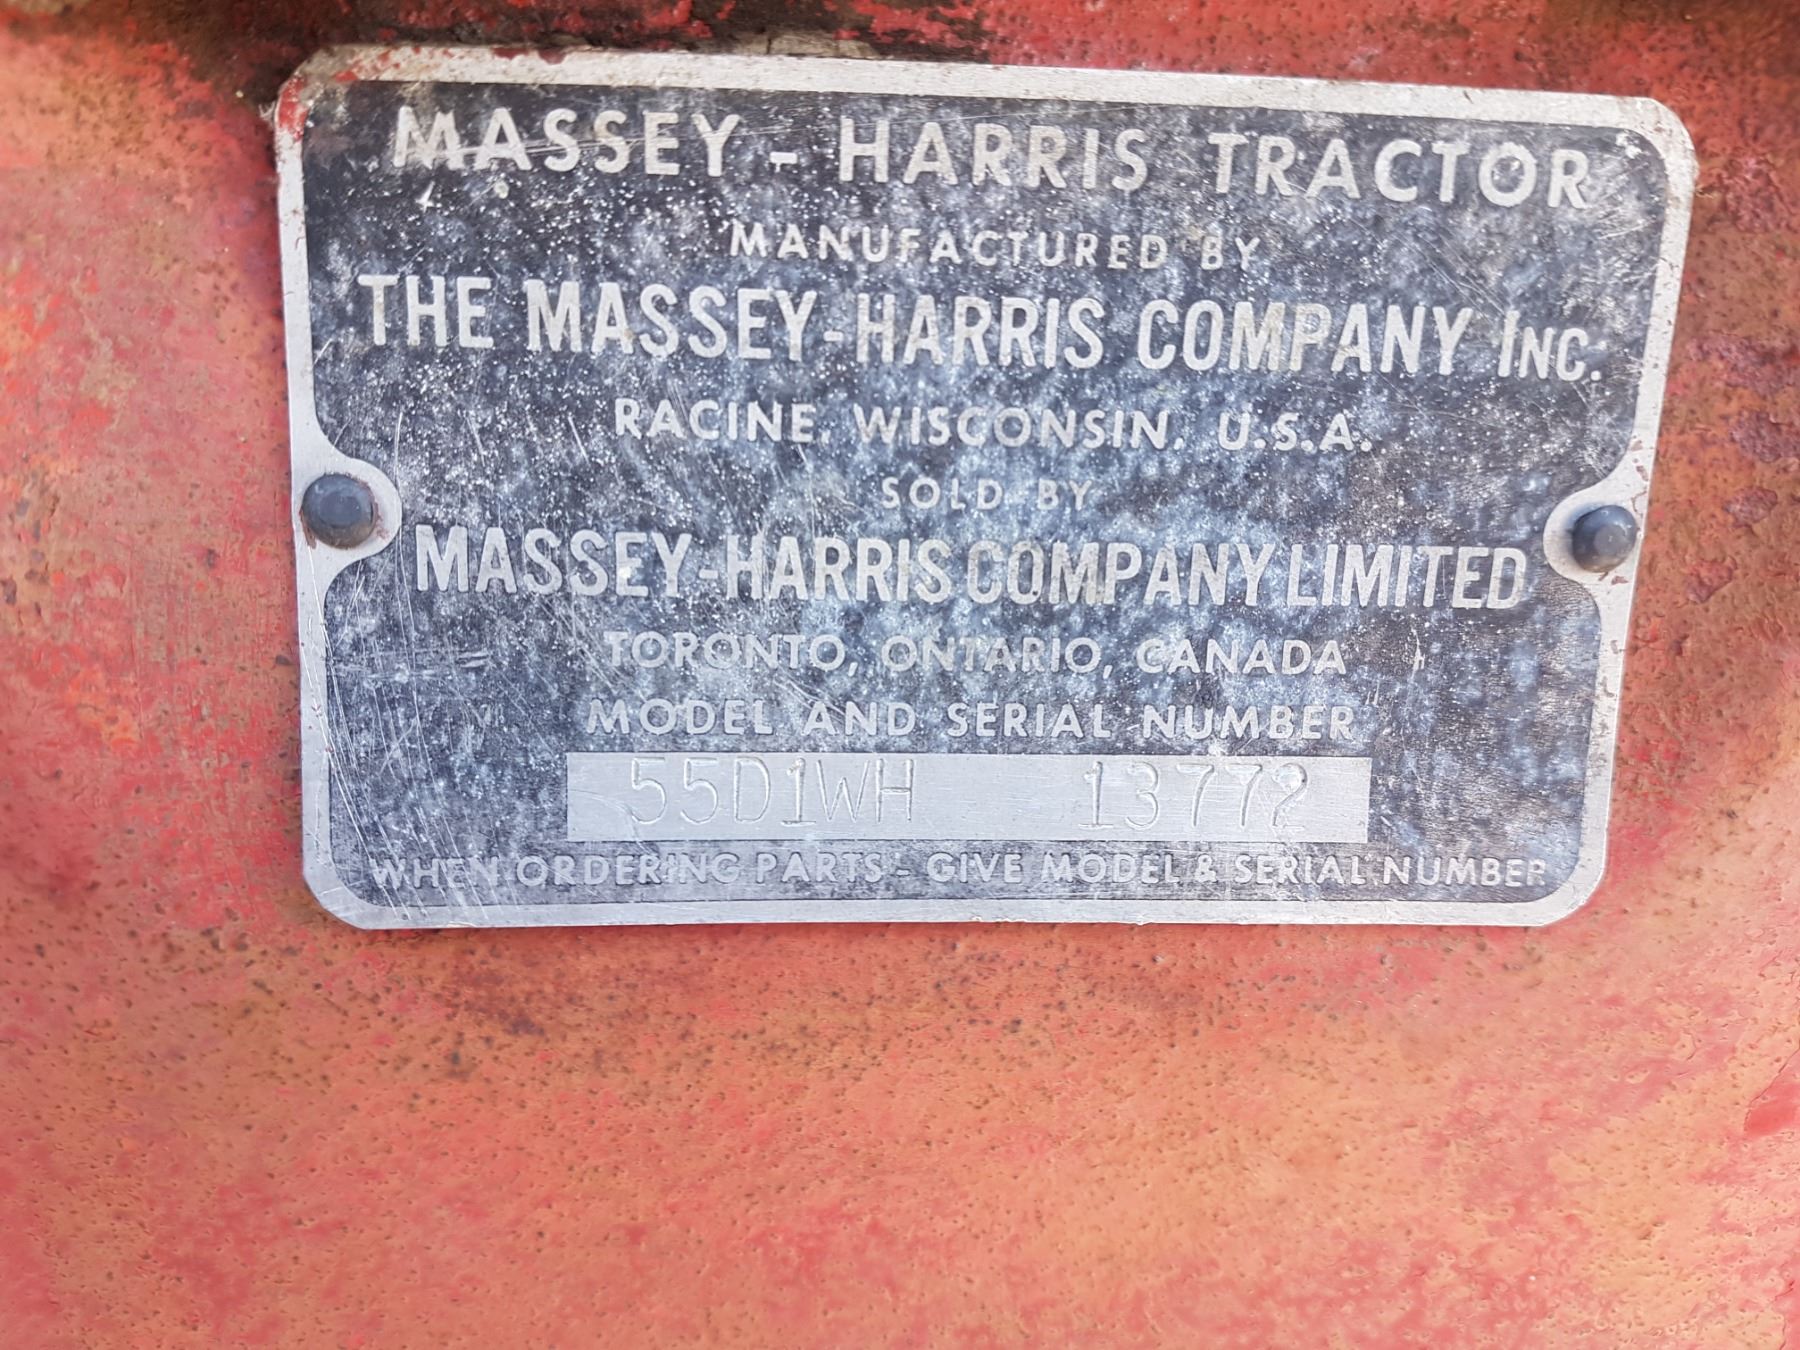 MASSEY - HARRIS TRACTOR
MANUFACTURED BY
THE MASSEY-HARRIS COMPANY INC.
RACINE, WISCONSIN, U.S.A.
SOLD BY
MASSEY-HARRIS COMPANY LIMITED
TORONTO, ONTARIO, CANADA
MODEL AND SERIAL NUMBER
55D1WH 13772
WHEN ORDERING PARTS - GIVE MODEL & SERIAL NUMBER